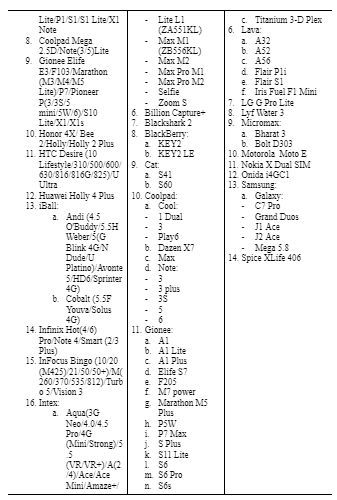 Lite/P1/S1/S1 Lite/X1
Note
8. Coolpad Mega
2.5D/Note(3/5)Lite
9. Gionee Elife
E3/F103/Marathon
(M3/M4/M5
Lite)/P7/Pioneer
P(3/3S/5
mini/5W/6)/S10
Lite/X1/X1s
10. Honor 4X/ Bee
2/Holly/Holly 2 Plus
11. HTC Desire (10
Lifestyle/310/500/600/
630/816/816G/825)/U
Ultra
12. Huawei Holly 4 Plus
13. iBall:
a. Andi (4.5
O'Buddy/5.5H
Weber:5(G
Blink 4G/N
Dude/U
Platino)/Avonte
5/HD6/Sprinter
4G)
b. Cobalt (5.5F
Youva/Solus
4G)
14. Infinix Hot(4/6)
Pro/Note 4/Smart (2/3
Plus)
15. InFocus Bingo (10/20
(M425)/21/50/50+)/M(
260/370/535/812)/Turb
o 5/Vision 3
16. Intex:
a. Aqua(3G
Neo/4.0/4.5
Pro/4G
(Mini/Strong)/5
.5
(VR/VR+)/A(2
/4)/Ace/Ace
Mini/Amaze+/
- Lite L1
(ZA551KL)
- Max M1
(ZB556KL)
- Max M2
- Max Pro M1
- Max Pro M2
- Selfie
- Zoom S
6. Billion Capture+
7. Blackshark 2
8. BlackBerry:
a. KEY2
b. KEY2 LE
9. Cat:
a. S41
b. S60
10. Coolpad:
a. Cool:
- 1 Dual
- 3
- Play6
b. Dazen X7
c. Max
d. Note:
- 3
- 3 plus
- 3S
- 5
- 6
11. Gionee:
a. A1
b. A1 Lite
c. A1 Plus
d. Elife S7
e. F205
f. M7 power
g. Marathon M5
Plus
h. P5W
i. P7 Max
j. S Plus
k. S11 Lite
l. S6
m. S6 Pro
n. S6s
c. Titanium 3-D Plex
6. Lava:
a. A32
b. A52
c. A56
d. Flair P1i
e. Flair S1
f. Iris Fuel F1 Mini
7. LG G Pro Lite
8. Lyf Water 3
9. Micromax:
a. Bharat 3
b. Bolt D303
10. Motorola Moto E
11. Nokia X Dual SIM
12. Onida i4GC1
13. Samsung:
a. Galaxy:
- C7 Pro
- Grand Duos
- J1 Ace
- J2 Ace
- Mega 5.8
14. Spice XLife 406